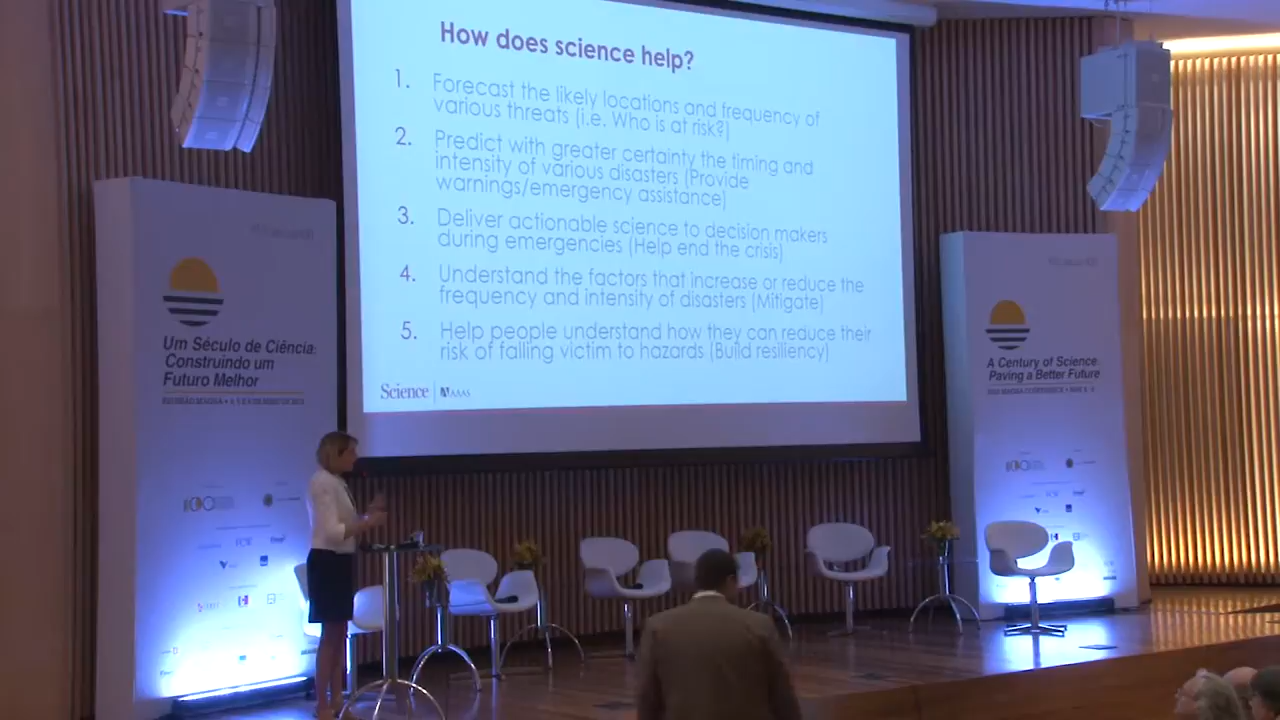 How does science help?
1. Forecast the likely locations and frequency of
various threats (i.e. Who is at risk?)
2. Predict with greater certainty the timing and
intensity of various disasters (Provide
warnings/emergency assistance)
3. Deliver actionable science to decision makers
during emergencies (Help end the crisis)
4. Understand the factors that increase or reduce the
frequency and intensity of disasters (Mitigate)
5. Help people understand how they can reduce their
risk of falling victim to hazards (Build resiliency)
Science AAAS
Um Século de Ciência:
Construindo um
Futuro Melhor
A Century of Science:
Paving a Better Future